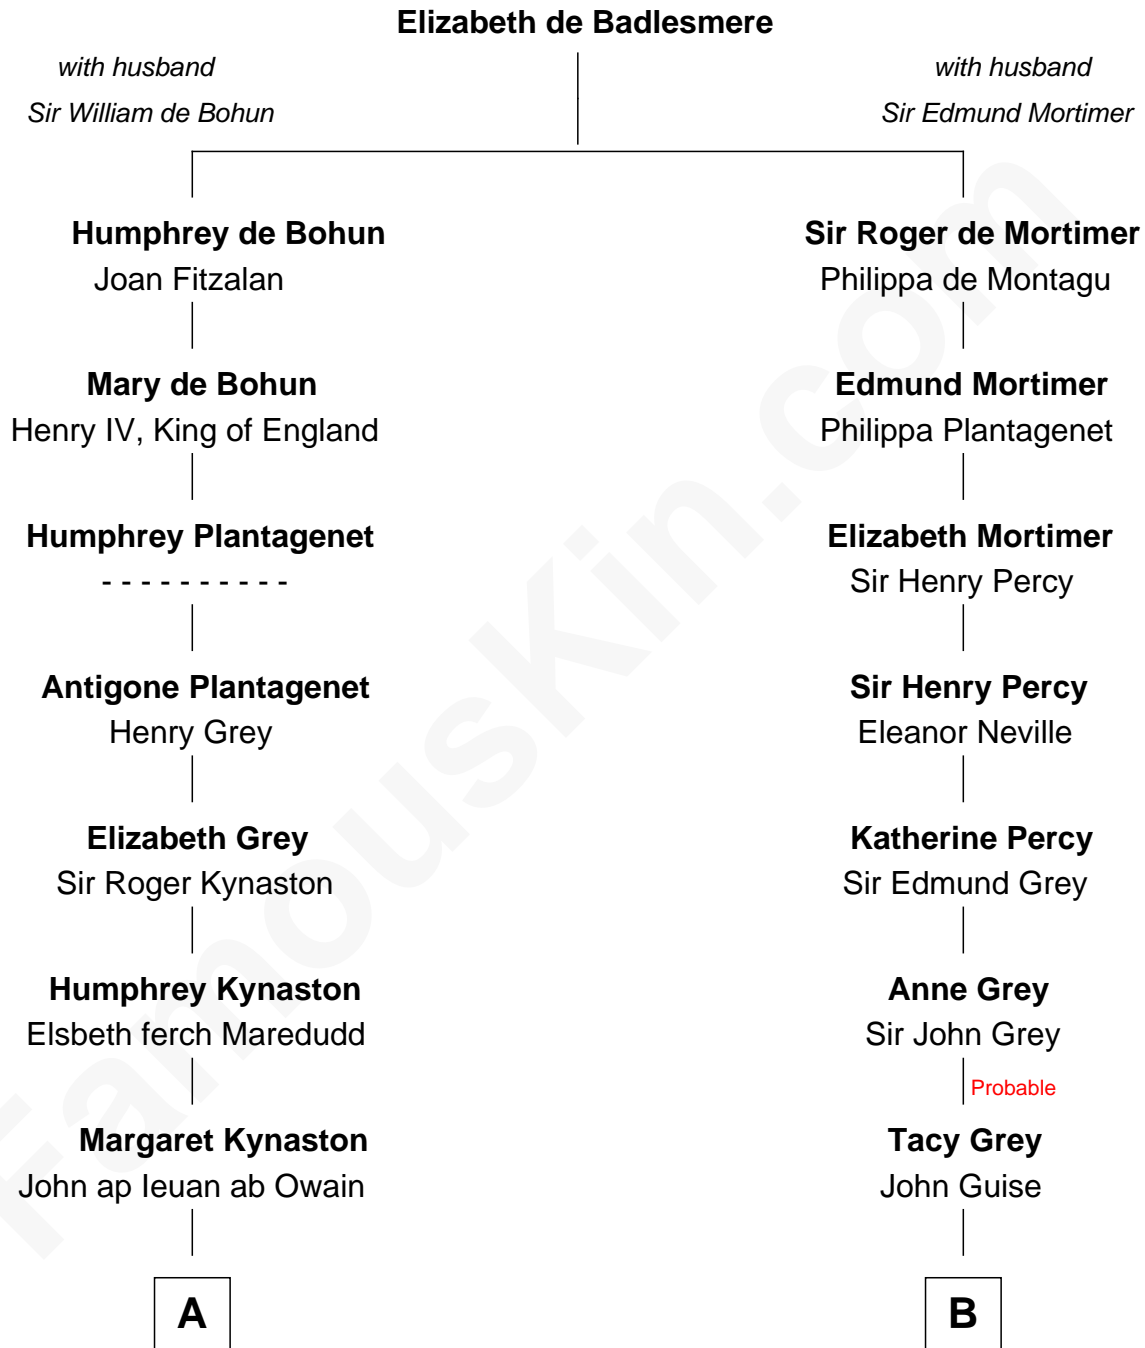 Elizabeth de Badlesmere
with husband
Sir William de Bohun
with husband
Sir Edmund Mortimer
Humphrey de Bohun
Joan Fitzalan
Sir Roger de Mortimer
Philippa de Montagu
Mary de Bohun
Henry IV, King of England
Edmund Mortimer
Philippa Plantagenet
Humphrey Plantagenet
- - - - - - - - - -
Elizabeth Mortimer
Sir Henry Percy
Antigone Plantagenet
Henry Grey
Sir Henry Percy
Eleanor Neville
Elizabeth Grey
Sir Roger Kynaston
Katherine Percy
Sir Edmund Grey
Humphrey Kynaston
Elsbeth ferch Maredudd
Anne Grey
Sir John Grey
Probable
Margaret Kynaston
John ap Ieuan ab Owain
Tacy Grey
John Guise
A
B
FamousKin.com